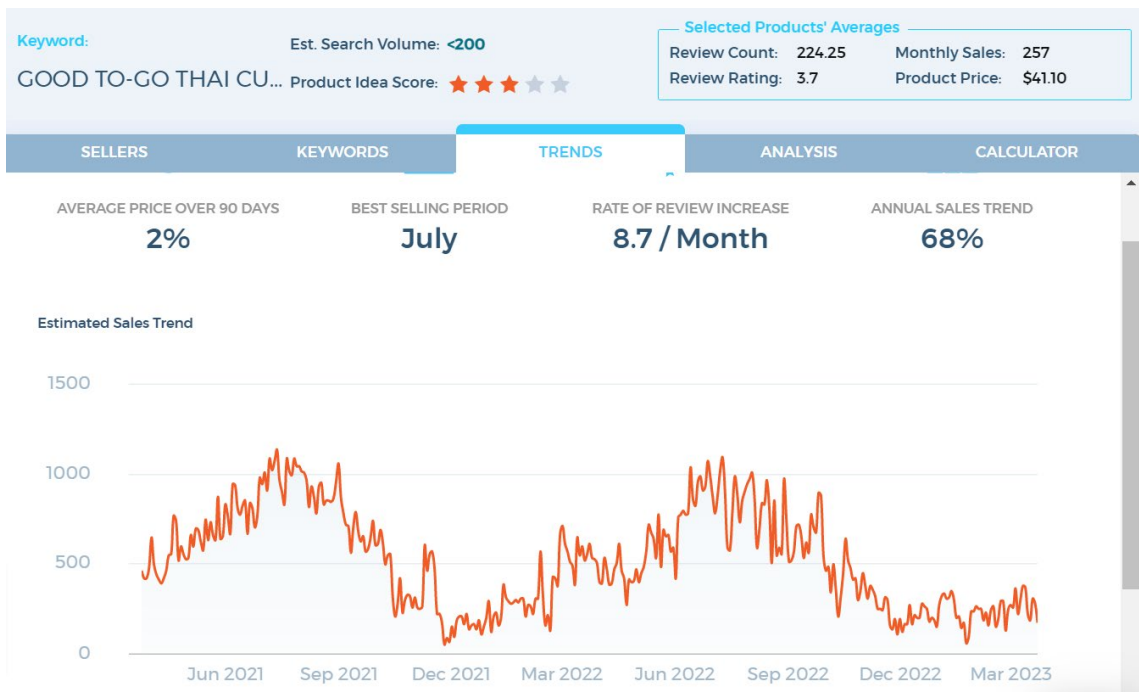 Keyword:
GOOD TO-GO THAI CU...
Est. Search Volume: <200
Product Idea Score:
Selected Products' Averages
Review Count: 224.25 Monthly Sales: 257
Review Rating: 3.7 Product Price: $41.10
SELLERS KEYWORDS TRENDS ANALYSIS CALCULATOR
AVERAGE PRICE OVER 90 DAYS BEST SELLING PERIOD RATE OF REVIEW INCREASE ANNUAL SALES TREND
2% July 8.7 / Month 68%
Estimated Sales Trend
1500
1000
500
0
Jun 2021 Sep 2021 Dec 2021 Mar 2022 Jun 2022 Sep 2022 Dec 2022 Mar 2023